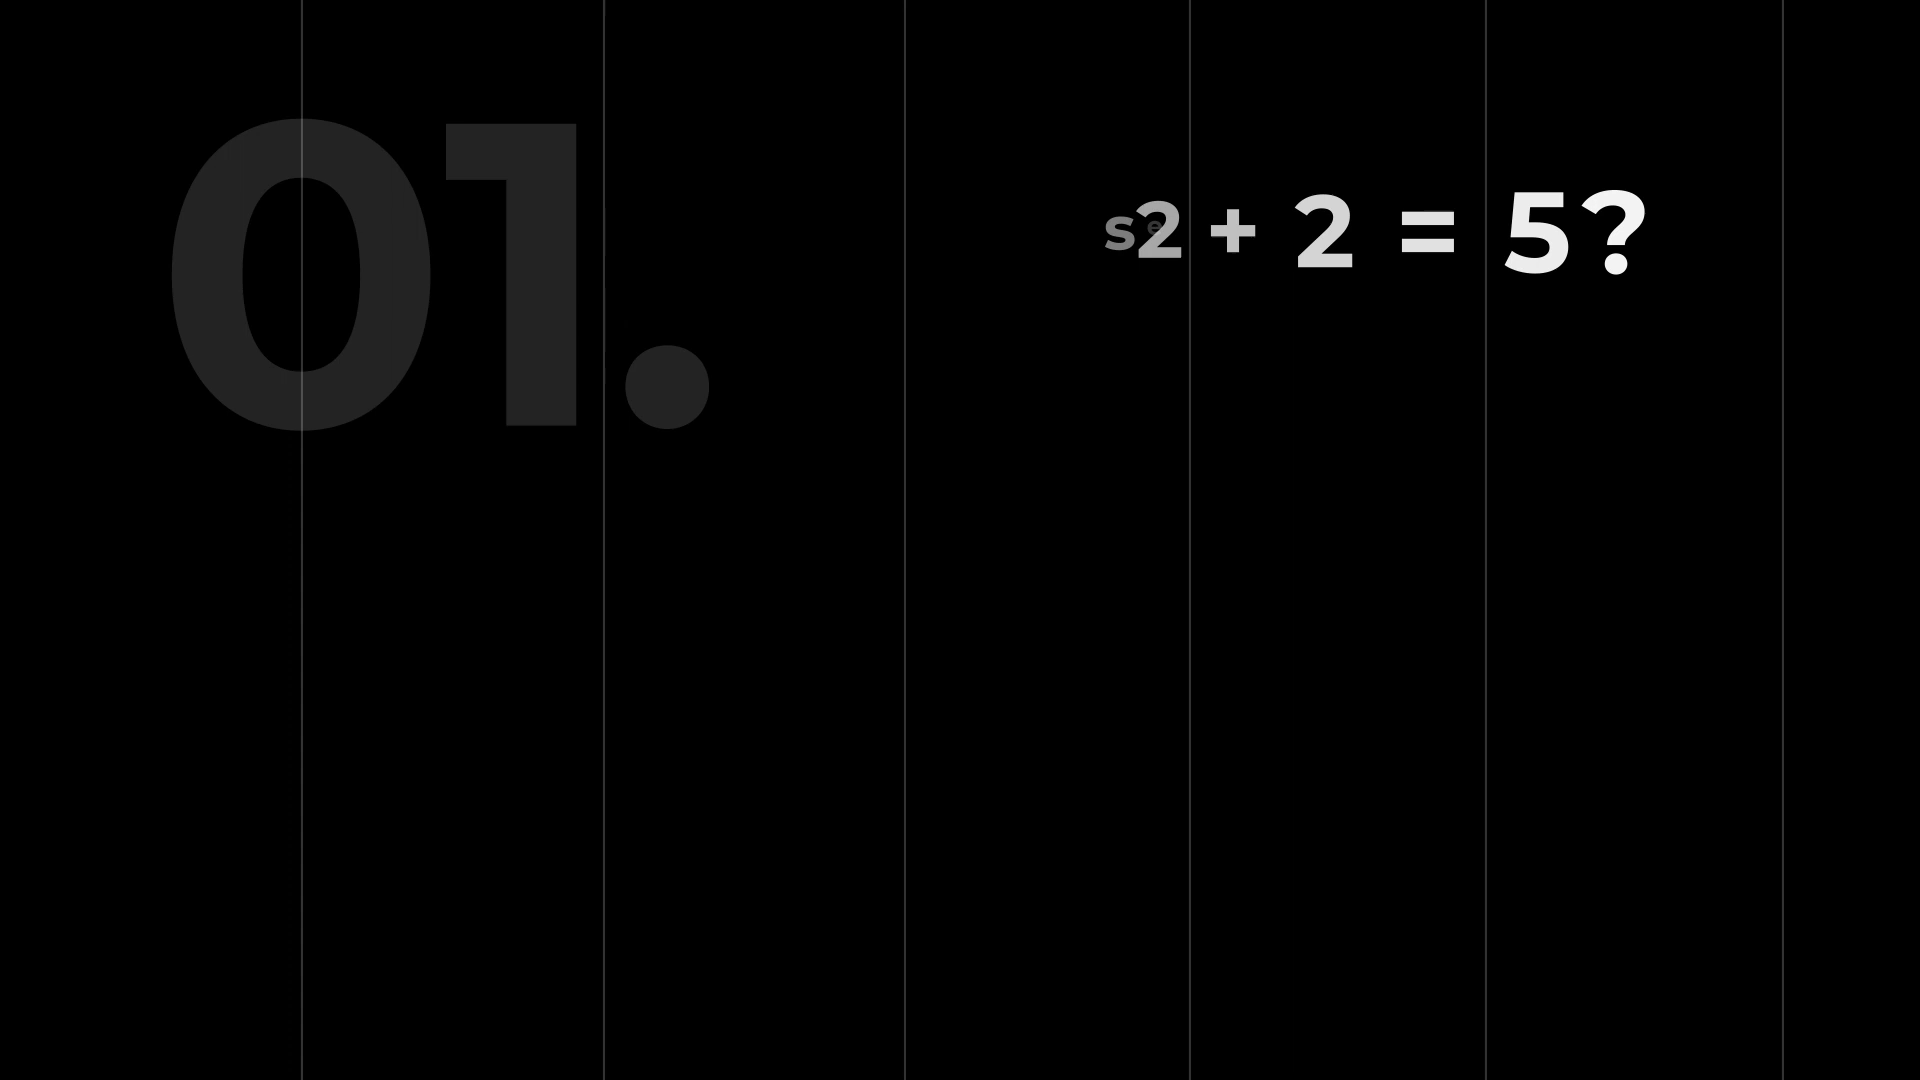 01.
2 + 2 = 5?